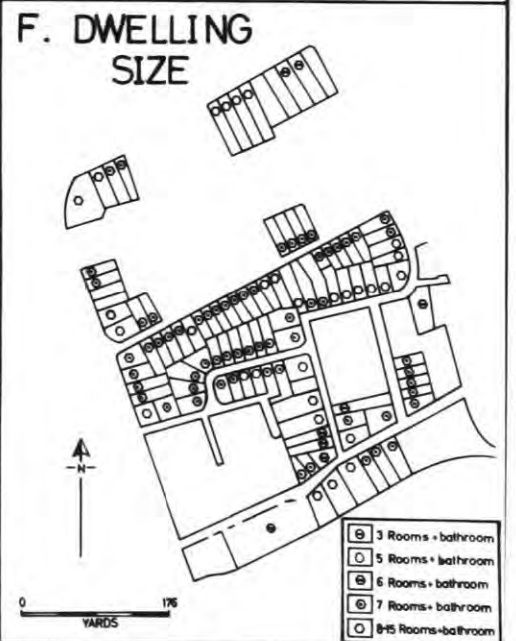 F. DWELLING
SIZE
N
0 176
YARDS
3 Rooms + bathroom
5 Rooms + bathroom
6 Rooms + bathroom
7 Rooms + bathroom
8-15 Rooms+bathroom